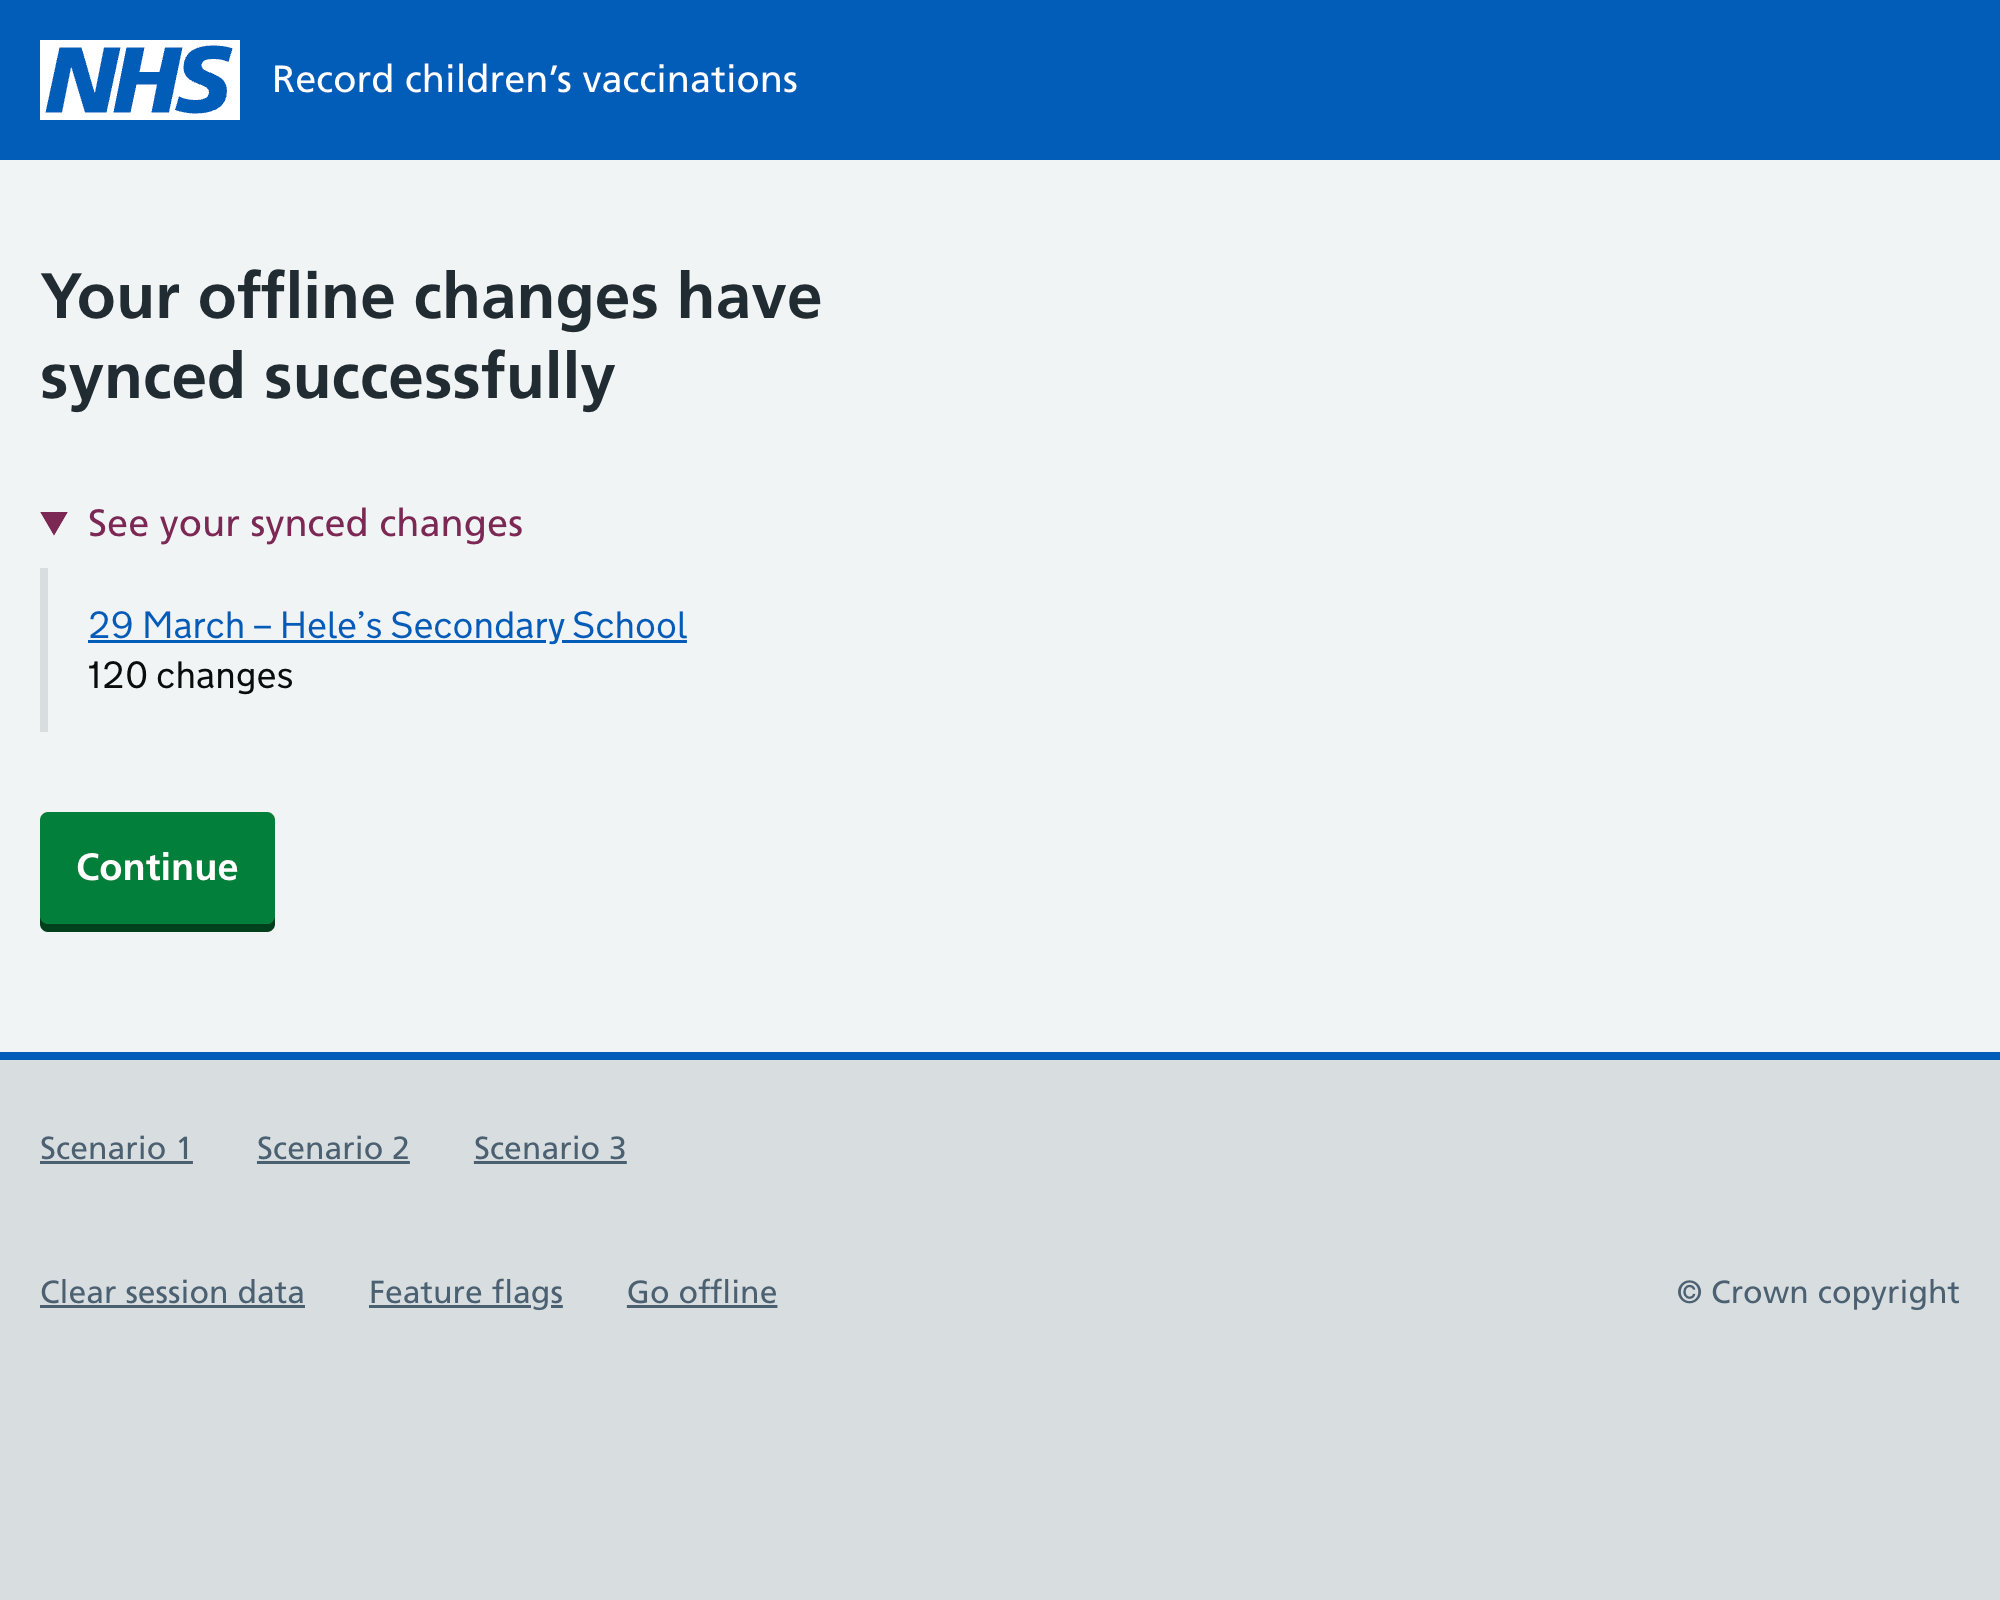 NHS Record children’s vaccinations
Your offline changes have
synced successfully
See your synced changes
29 March – Hele’s Secondary School
120 changes
Continue
Scenario 1 Scenario 2 Scenario 3
Clear session data Feature flags Go offline © Crown copyright